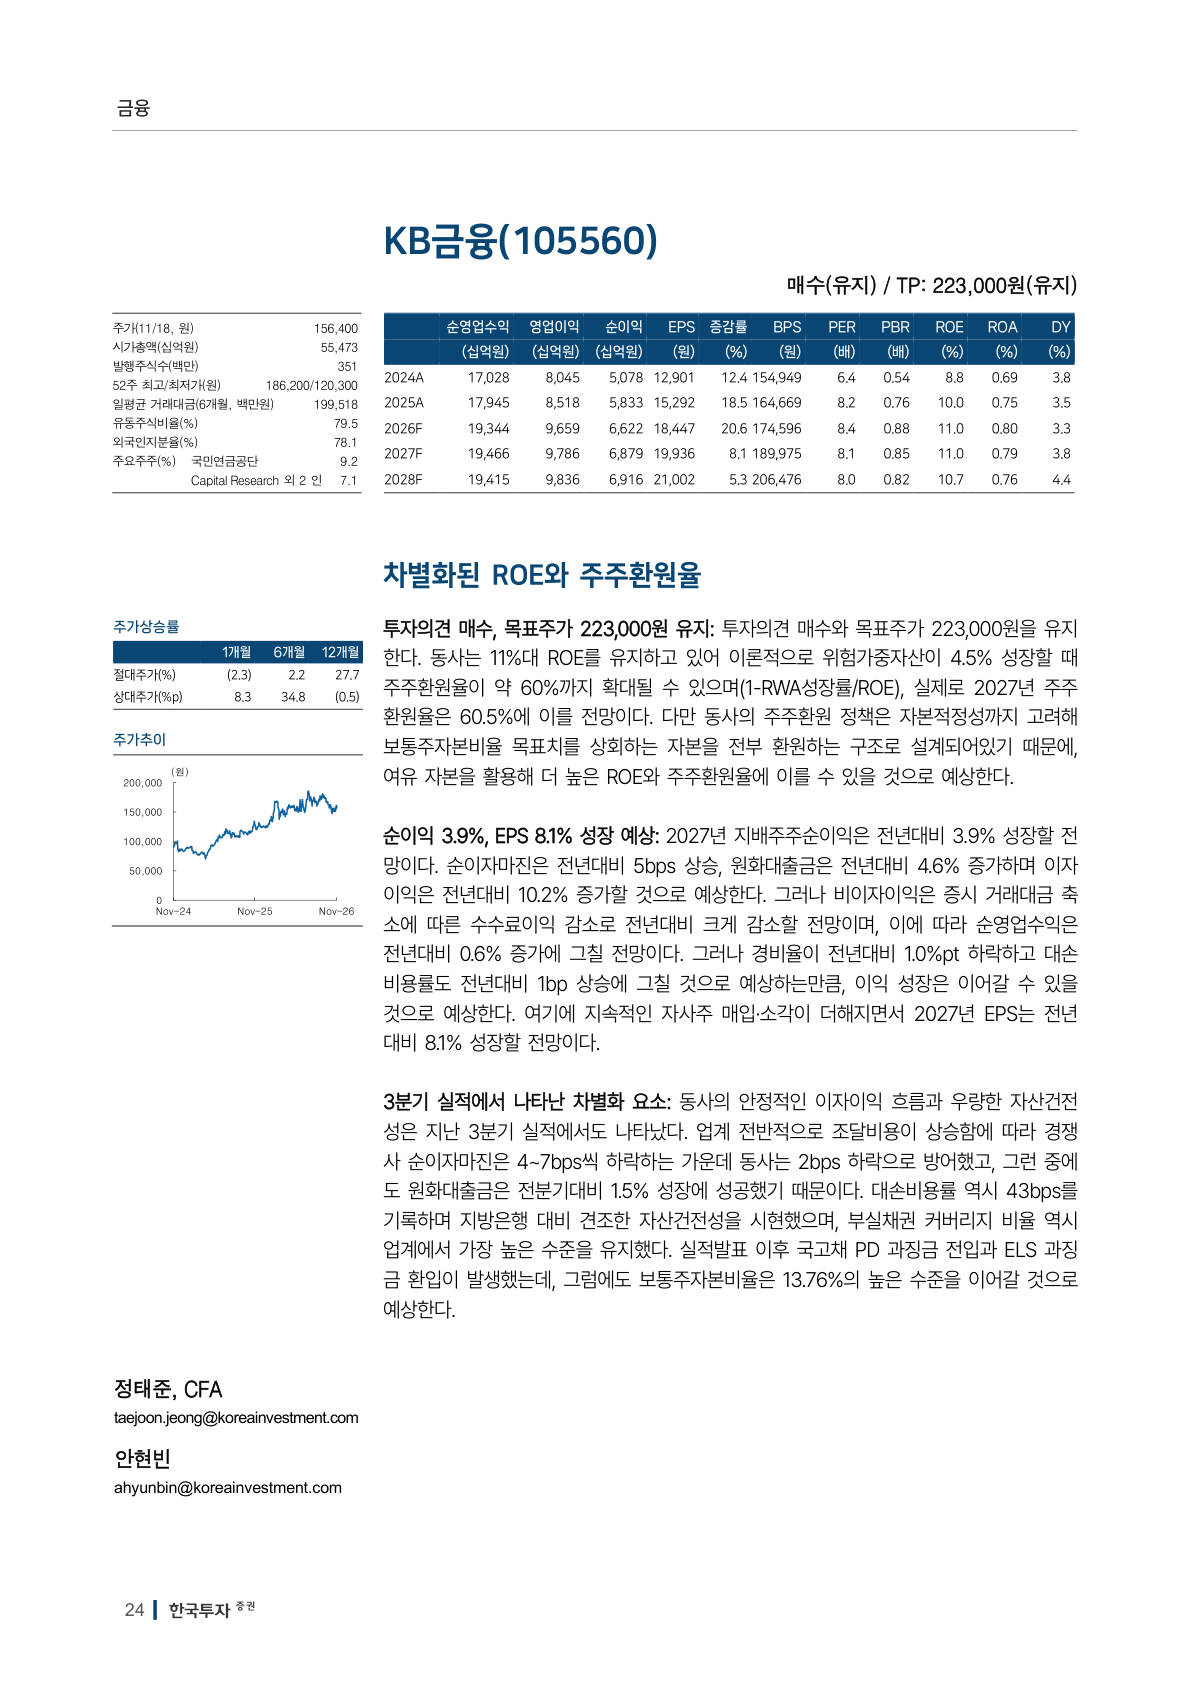 금융
KB금융(105560)
매수(유지) / TP: 223,000원(유지)
주가(11/18, 원) 156,400
시가총액(십억원) 55,473
발행주식수(백만) 351
52주 최고/최저가(원) 186,200/120,300
일평균 거래대금(6개월, 백만원) 199,518
유동주식비율(%) 79.5
외국인지분율(%) 78.1
주요주주(%) 국민연금공단 9.2
Capital Research 외 2 인 7.1
순영업수익 영업이익 순이익 EPS 증감률 BPS PER PBR ROE ROA DY
(십억원) (십억원) (십억원) (원) (%) (원) (배) (배) (%) (%) (%)
2024A 17,028 8,045 5,078 12,901 12.4 154,949 6.4 0.54 8.8 0.69 3.8
2025A 17,945 8,518 5,833 15,292 18.5 164,669 8.2 0.76 10.0 0.75 3.5
2026F 19,344 9,659 6,622 18,447 20.6 174,596 8.4 0.88 11.0 0.80 3.3
2027F 19,466 9,786 6,879 19,936 8.1 189,975 8.1 0.85 11.0 0.79 3.8
2028F 19,415 9,836 6,916 21,002 5.3 206,476 8.0 0.82 10.7 0.76 4.4
차별화된 ROE와 주주환원율
주가상승률
1개월 6개월 12개월
절대주가(%) (2.3) 2.2 27.7
상대주가(%p) 8.3 34.8 (0.5)
주가추이
(원)
200,000
150,000
100,000
50,000
0
Nov-24 Nov-25 Nov-26
투자의견 매수, 목표주가 223,000원 유지: 투자의견 매수와 목표주가 223,000원을 유지
한다. 동사는 11%대 ROE를 유지하고 있어 이론적으로 위험가중자산이 4.5% 성장할 때
주주환원율이 약 60%까지 확대될 수 있으며(1-RWA성장률/ROE), 실제로 2027년 주주
환원율은 60.5%에 이를 전망이다. 다만 동사의 주주환원 정책은 자본적정성까지 고려해
보통주자본비율 목표치를 상회하는 자본을 전부 환원하는 구조로 설계되어있기 때문에,
여유 자본을 활용해 더 높은 ROE와 주주환원율에 이를 수 있을 것으로 예상한다.
순이익 3.9%, EPS 8.1% 성장 예상: 2027년 지배주주순이익은 전년대비 3.9% 성장할 전
망이다. 순이자마진은 전년대비 5bps 상승, 원화대출금은 전년대비 4.6% 증가하며 이자
이익은 전년대비 10.2% 증가할 것으로 예상한다. 그러나 비이자이익은 증시 거래대금 축
소에 따른 수수료이익 감소로 전년대비 크게 감소할 전망이며, 이에 따라 순영업수익은
전년대비 0.6% 증가에 그칠 전망이다. 그러나 경비율이 전년대비 1.0%pt 하락하고 대손
비용률도 전년대비 1bp 상승에 그칠 것으로 예상하는만큼, 이익 성장은 이어갈 수 있을
것으로 예상한다. 여기에 지속적인 자사주 매입·소각이 더해지면서 2027년 EPS는 전년
대비 8.1% 성장할 전망이다.
3분기 실적에서 나타난 차별화 요소: 동사의 안정적인 이자이익 흐름과 우량한 자산건전
성은 지난 3분기 실적에서도 나타났다. 업계 전반적으로 조달비용이 상승함에 따라 경쟁
사 순이자마진은 4~7bps씩 하락하는 가운데 동사는 2bps 하락으로 방어했고, 그런 중에
도 원화대출금은 전분기대비 1.5% 성장에 성공했기 때문이다. 대손비용률 역시 43bps를
기록하며 지방은행 대비 견조한 자산건전성을 시현했으며, 부실채권 커버리지 비율 역시
업계에서 가장 높은 수준을 유지했다. 실적발표 이후 국고채 PD 과징금 전입과 ELS 과징
금 환입이 발생했는데, 그럼에도 보통주자본비율은 13.76%의 높은 수준을 이어갈 것으로
예상한다.
정태준, CFA
taejoon.jeong@koreainvestment.com
안현빈
ahyunbin@koreainvestment.com
24 한국투자 증권